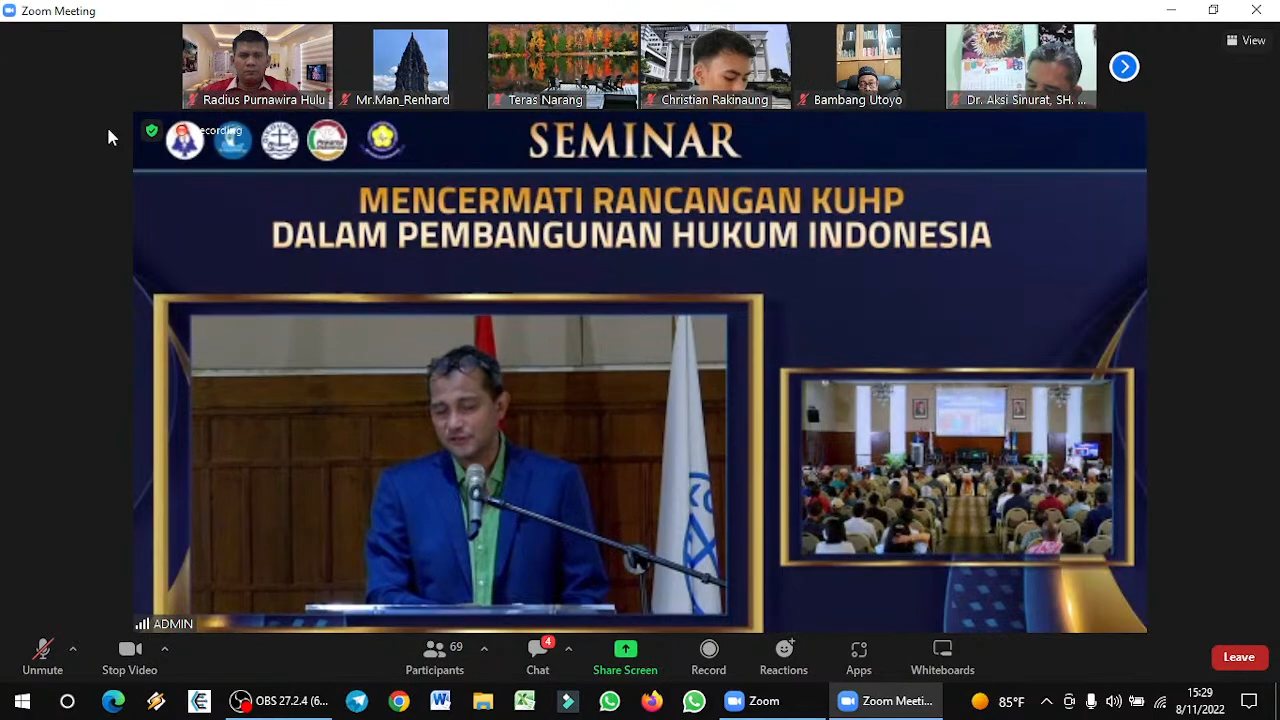 Zoom Meeting
View
Radius Purnawira Hulu
Mr.Man_Renhard
Teras Narang
Christian Rakinaung
Bambang Utoyo
Dr. Aksi Sinurat, SH. ...
Recording
SEMINAR
MENCERMATI RANCANGAN KUHP
DALAM PEMBANGUNAN HUKUM INDONESIA
ADMIN
Unmute
Stop Video
69
Participants
4
Chat
Share Screen
Record
Reactions
Apps
Whiteboards
Leave
OBS 27.2.4 (6...
Zoom
Zoom Meeti...
85°F
15:29
8/11/2022